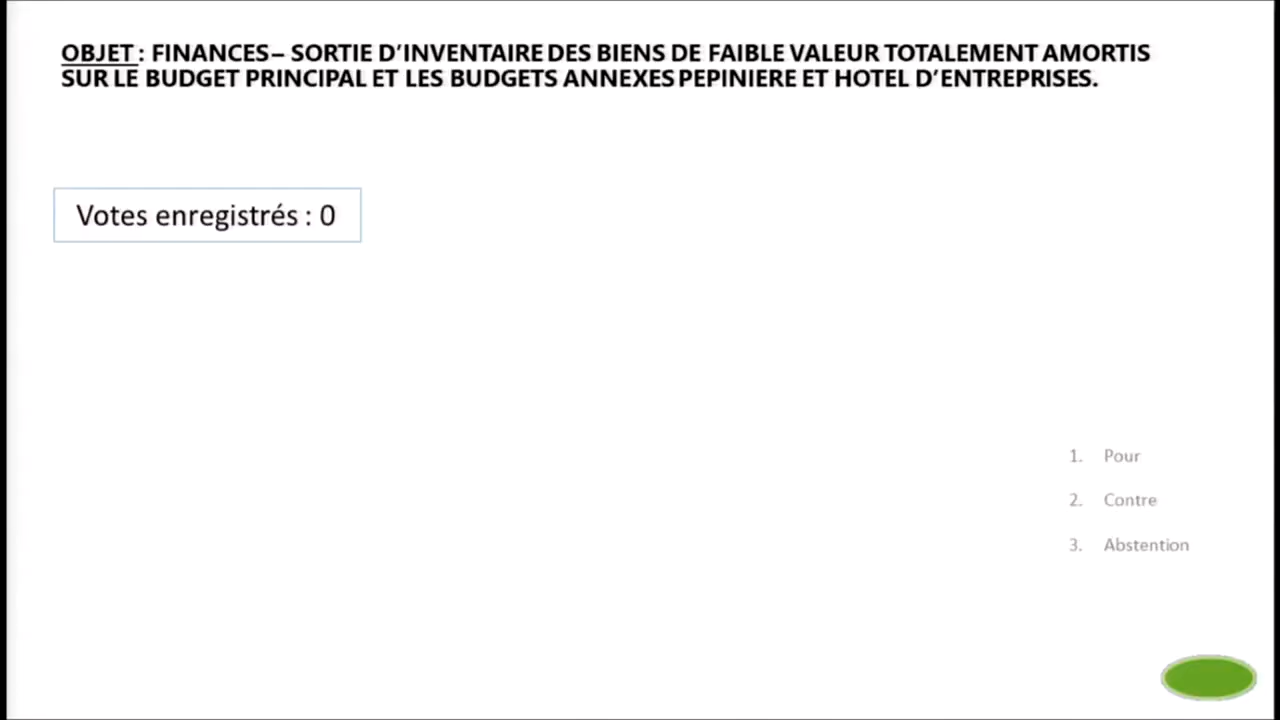 OBJET : FINANCES – SORTIE D’INVENTAIRE DES BIENS DE FAIBLE VALEUR TOTALEMENT AMORTIS
SUR LE BUDGET PRINCIPAL ET LES BUDGETS ANNEXES PEPINIERE ET HOTEL D’ENTREPRISES.
Votes enregistrés : 0
1. Pour
2. Contre
3. Abstention